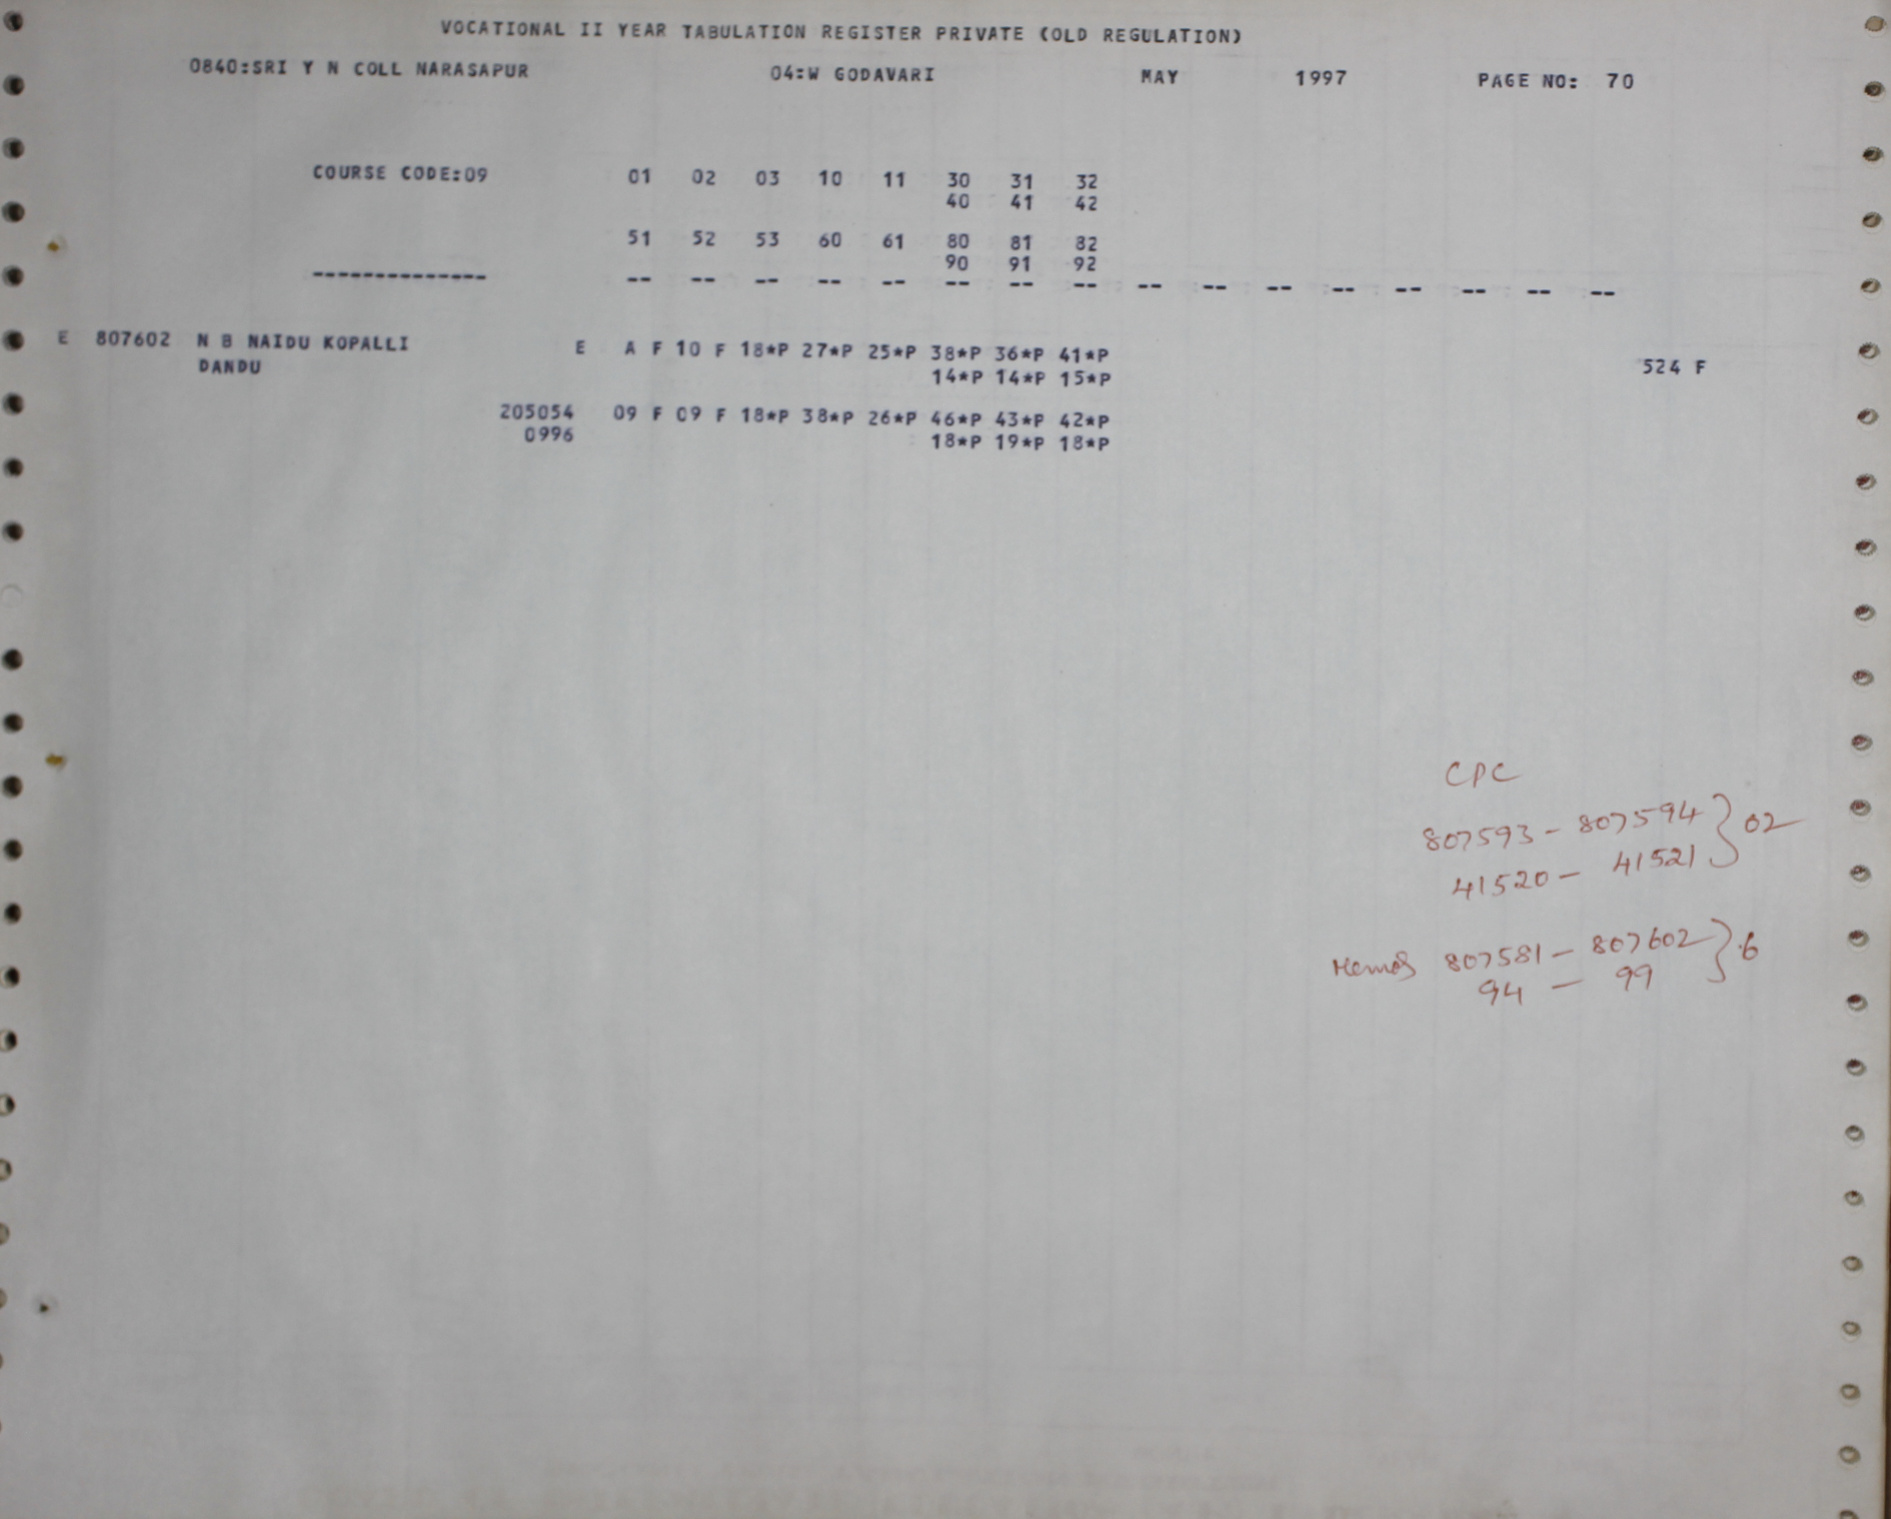 VOCATIONAL II YEAR TABULATION REGISTER PRIVATE (OLD REGULATION)
0840:SRI Y N COLL NARASAPUR 04:W GODAVARI MAY 1997 PAGE NO: 70
COURSE CODE:09 01 02 03 10 11 30 31 32
40 41 42
51 52 53 60 61 80 81 82
90 91 92
-------------- -- -- -- -- -- -- -- -- -- -- -- -- -- -- -- --
E 807602 N B NAIDU KOPALLI E A F 10 F 18*P 27*P 25*P 38*P 36*P 41*P
DANDU 14*P 14*P 15*P 524 F
205054 09 F 09 F 18*P 38*P 26*P 46*P 43*P 42*P
0996 18*P 19*P 18*P
CPC
807593 - 807594 } 02
41520 - 41521
Memos 807581 - 807602 } 6
94 - 99